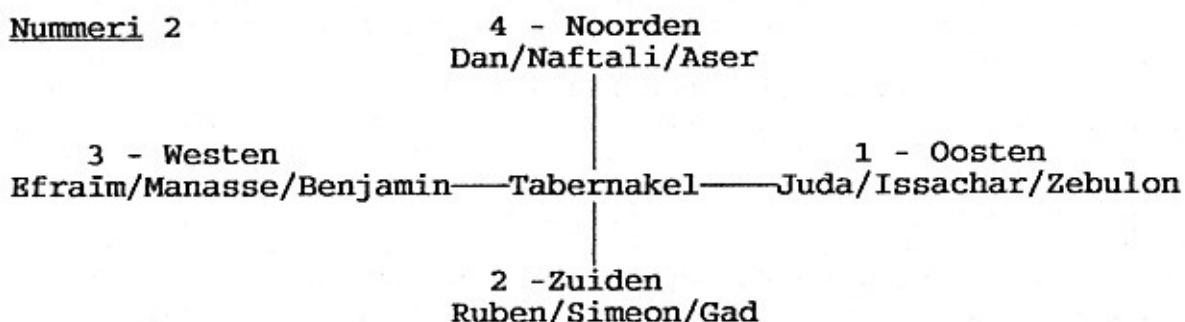 Nummeri 2
4 - Noorden
Dan/Naftali/Aser
3 - Westen
1 - Oosten
Efraïm/Manasse/Benjamin—Tabernakel—Juda/Issachar/Zebulon
2 -Zuiden
Ruben/Simeon/Gad